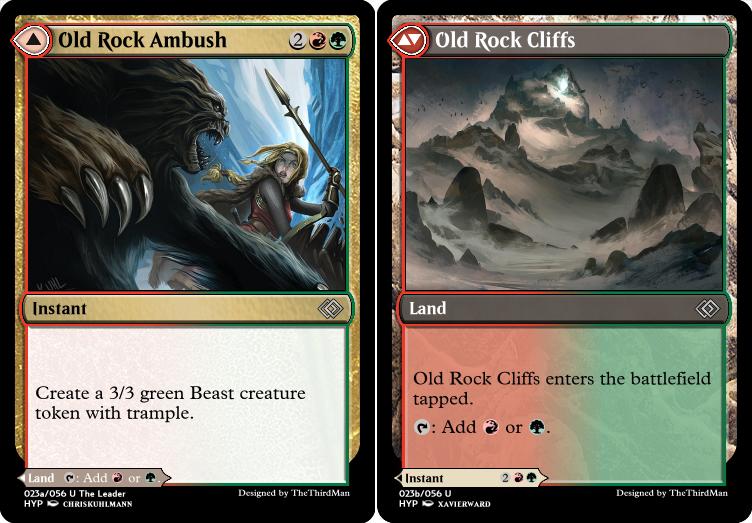 Old Rock Ambush 2
Instant
Create a 3/3 green Beast creature
token with trample.
Land : Add or .
023a/056 U The Leader
HYP CHRISKUHLMANN
Designed by TheThirdMan
KUHL
Old Rock Cliffs
Land
Old Rock Cliffs enters the battlefield
tapped.
: Add or .
Instant 2
023b/056 U
HYP XAVIERWARD
Designed by TheThirdMan